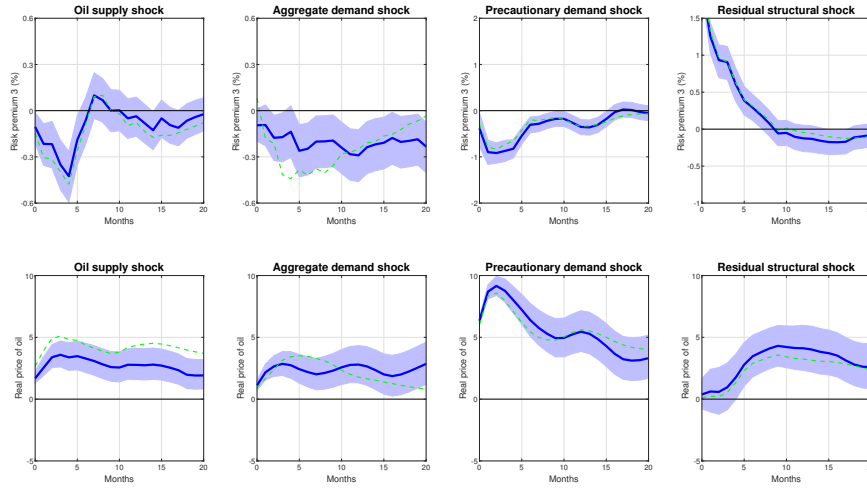 Oil supply shock
Risk premium 3 (%)
0.6
0.3
0
-0.3
-0.6
0 5 10 15 20
Months
Aggregate demand shock
Risk premium 3 (%)
0.6
0.3
0
-0.3
-0.6
0 5 10 15 20
Months
Precautionary demand shock
Risk premium 3 (%)
2
1
0
-1
-2
0 5 10 15 20
Months
Residual structural shock
Risk premium 3 (%)
1.5
1
0.5
0
-0.5
-1
0 5 10 15
Months
Oil supply shock
Real price of oil
10
5
0
-5
0 5 10 15 20
Months
Aggregate demand shock
Real price of oil
10
5
0
-5
0 5 10 15 20
Months
Precautionary demand shock
Real price of oil
10
5
0
-5
0 5 10 15 20
Months
Residual structural shock
Real price of oil
10
5
0
-5
0 5 10 15
Months